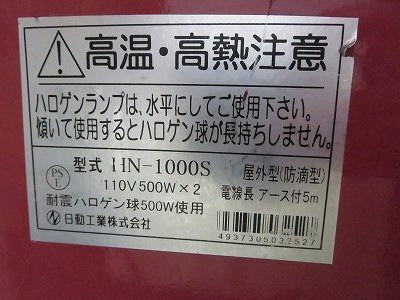 高温・高熱注意
ハロゲンランプは、水平にしてご使用下さい。
傾いて使用するとハロゲン球が長持ちしません。
型式 HN-1000S 屋外型(防滴型)
PSE 110V500W×2 電線長 アース付5m
耐震ハロゲン球500W使用
日動工業株式会社
4937305032527